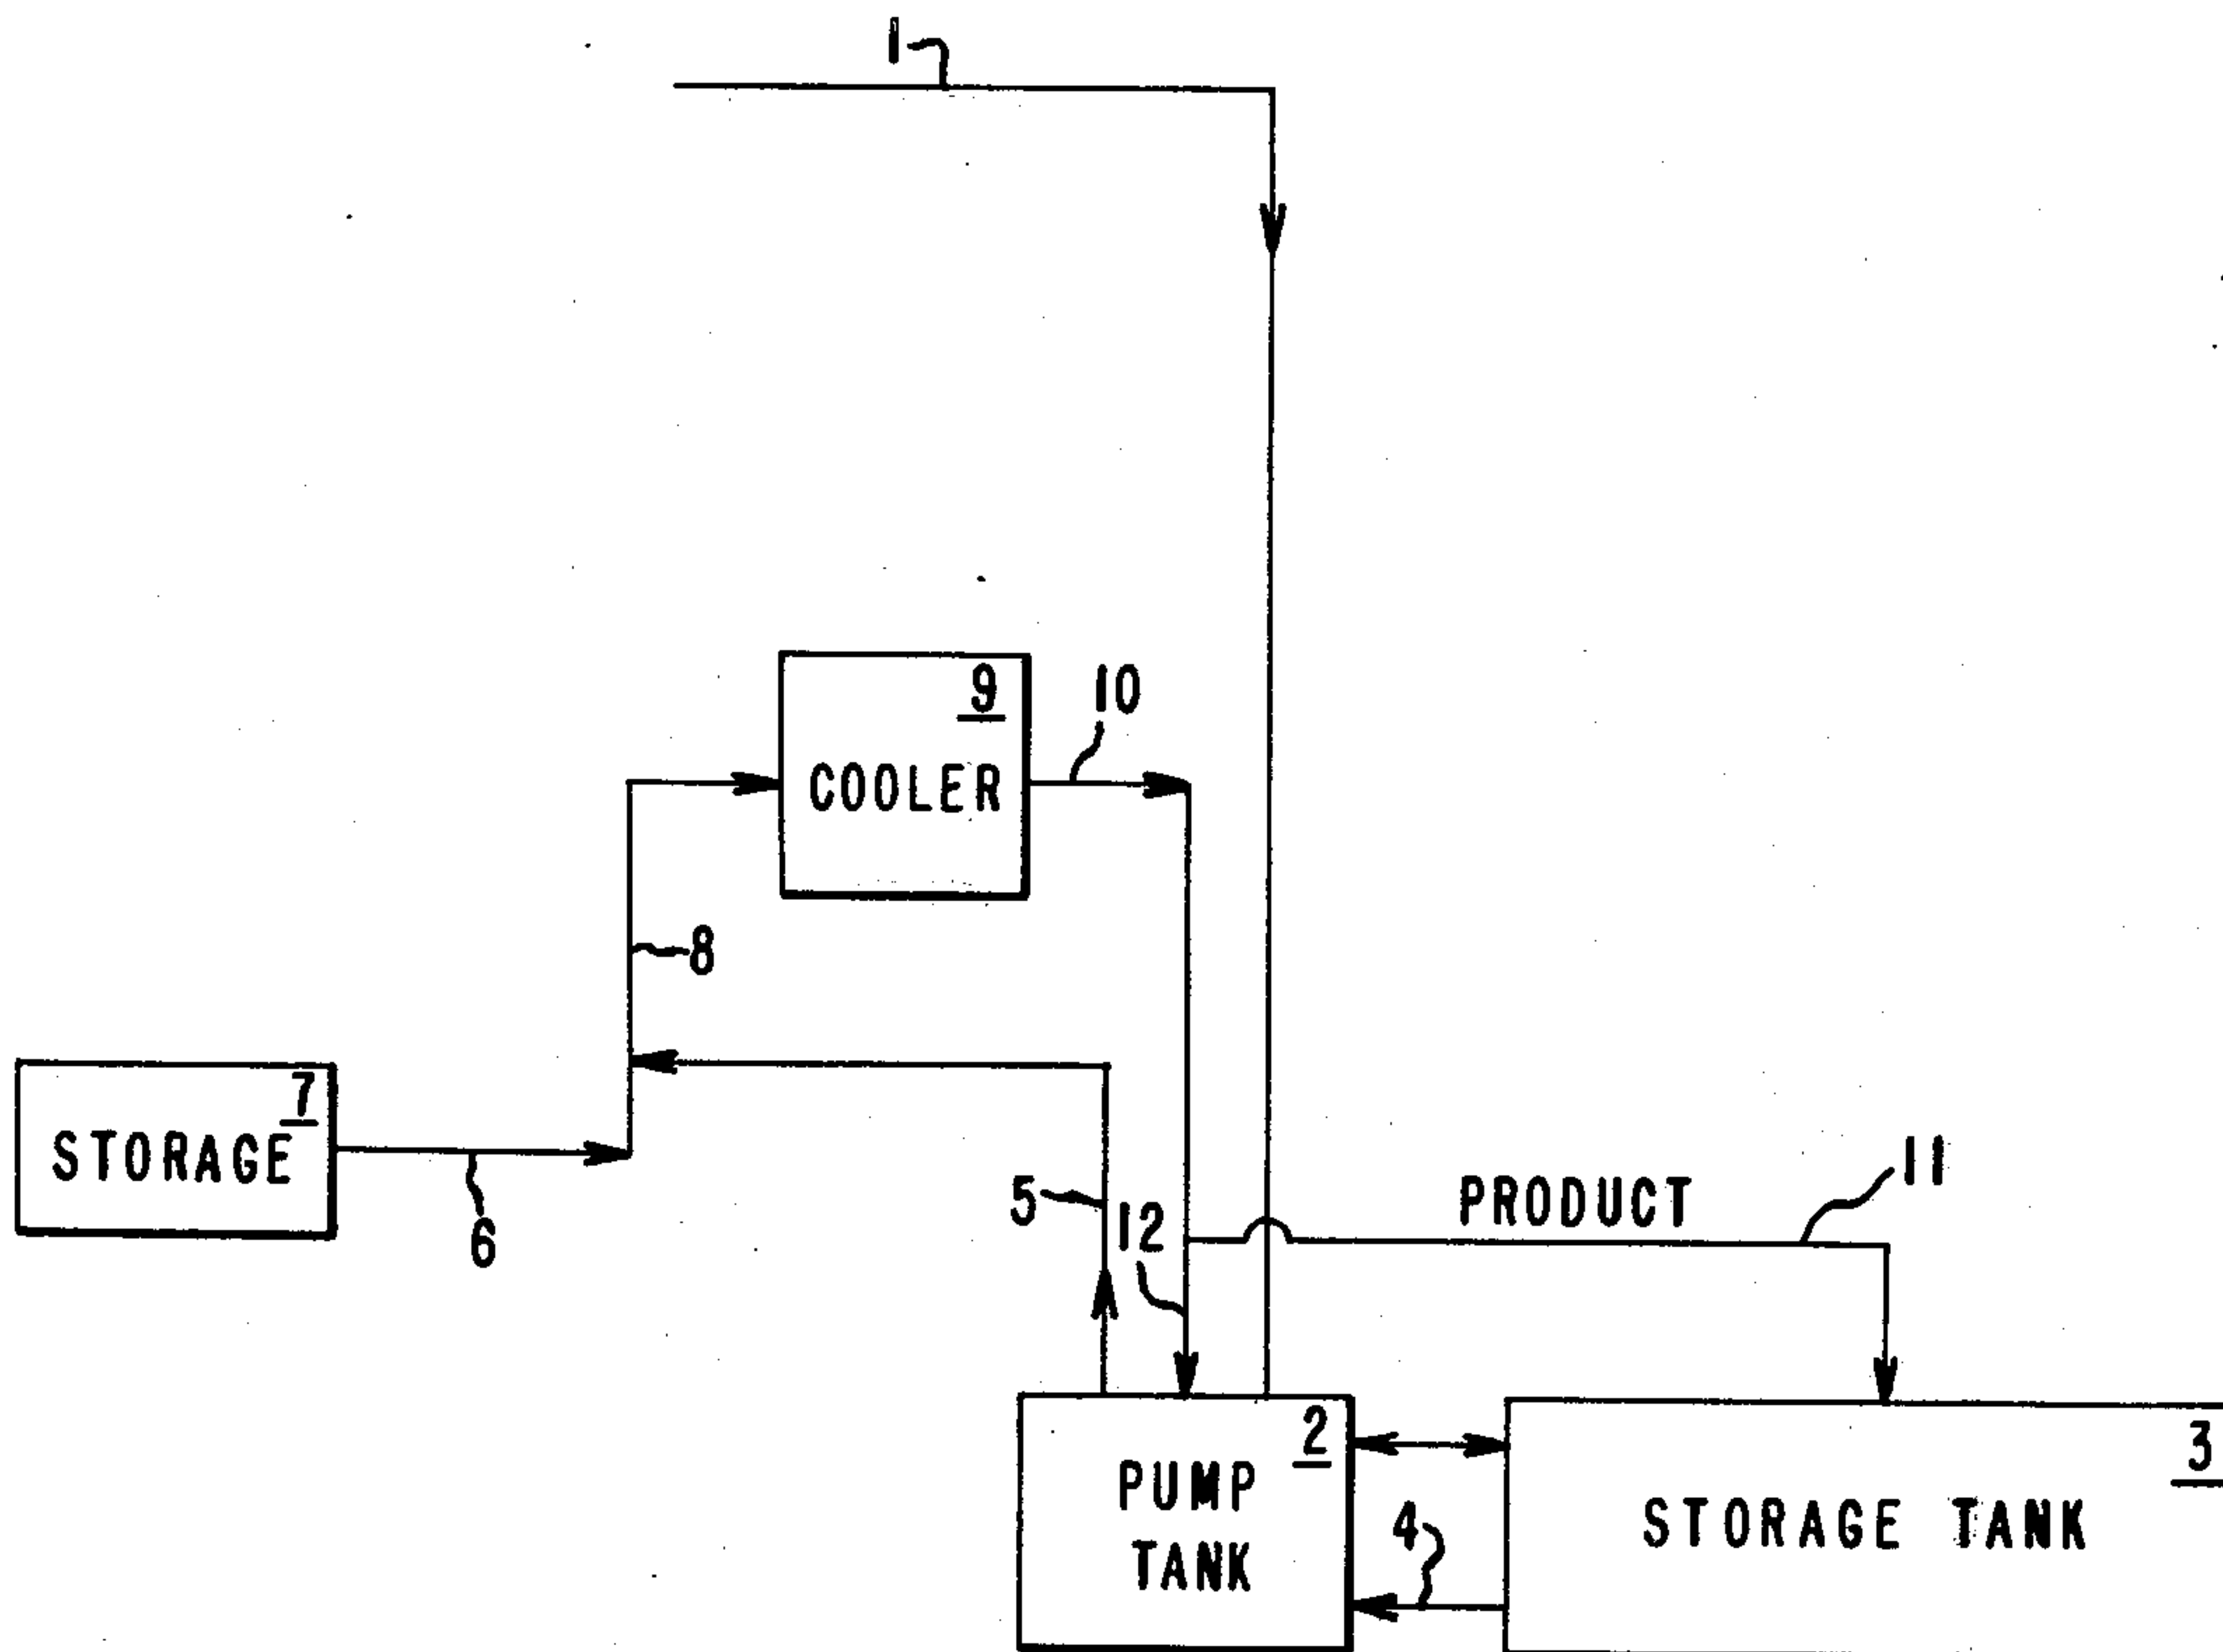 1
9
10
COOLER
8
7
STORAGE
6
5
12
PRODUCT
11
2
PUMP
TANK
4
3
STORAGE TANK